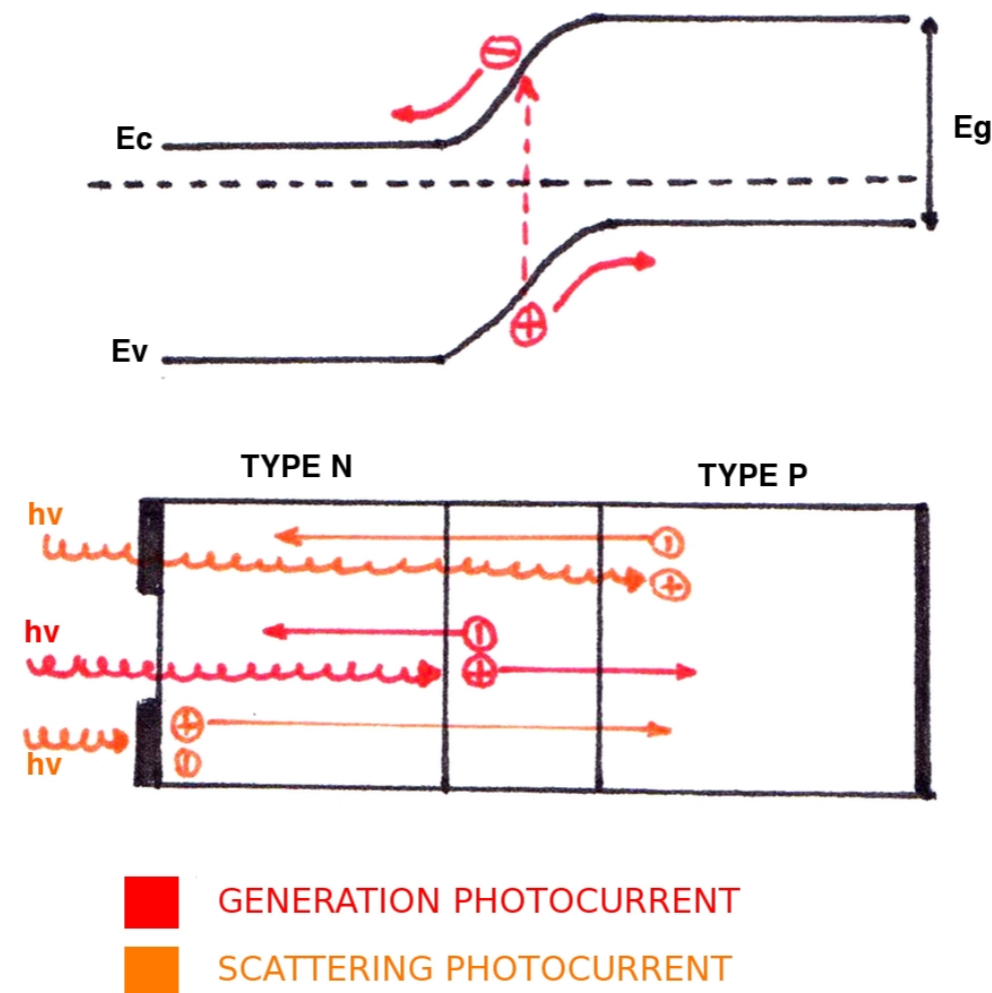 Ec
Eg
Ev
TYPE N
TYPE P
hv
hv
hv
GENERATION PHOTOCURRENT
SCATTERING PHOTOCURRENT